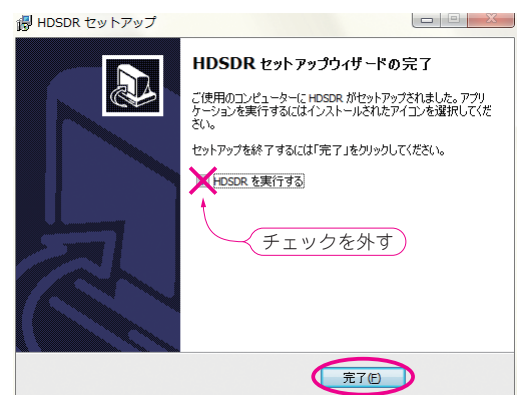 HDSDR セットアップ
HDSDR セットアップウィザードの完了
ご使用のコンピューターに HDSDR がセットアップされました。アプリ
ケーションを実行するにはインストールされたアイコンを選択してくだ
さい。
セットアップを終了するには「完了」をクリックしてください。
HDSDR を実行する
チェックを外す
完了(F)